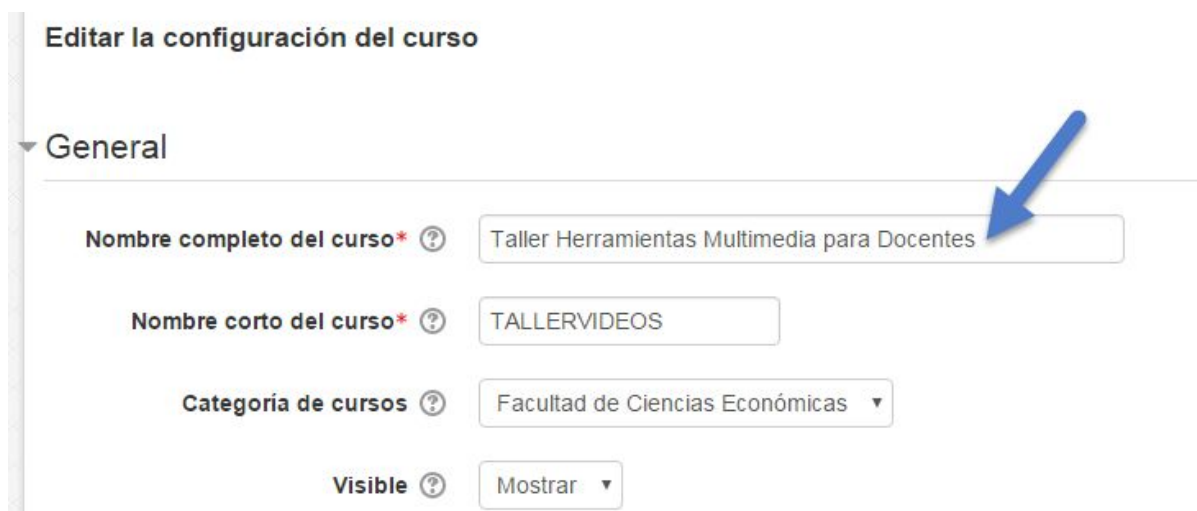 Editar la configuración del curso
General
Nombre completo del curso* Taller Herramientas Multimedia para Docentes
Nombre corto del curso* TALLERVIDEOS
Categoría de cursos Facultad de Ciencias Económicas
Visible Mostrar